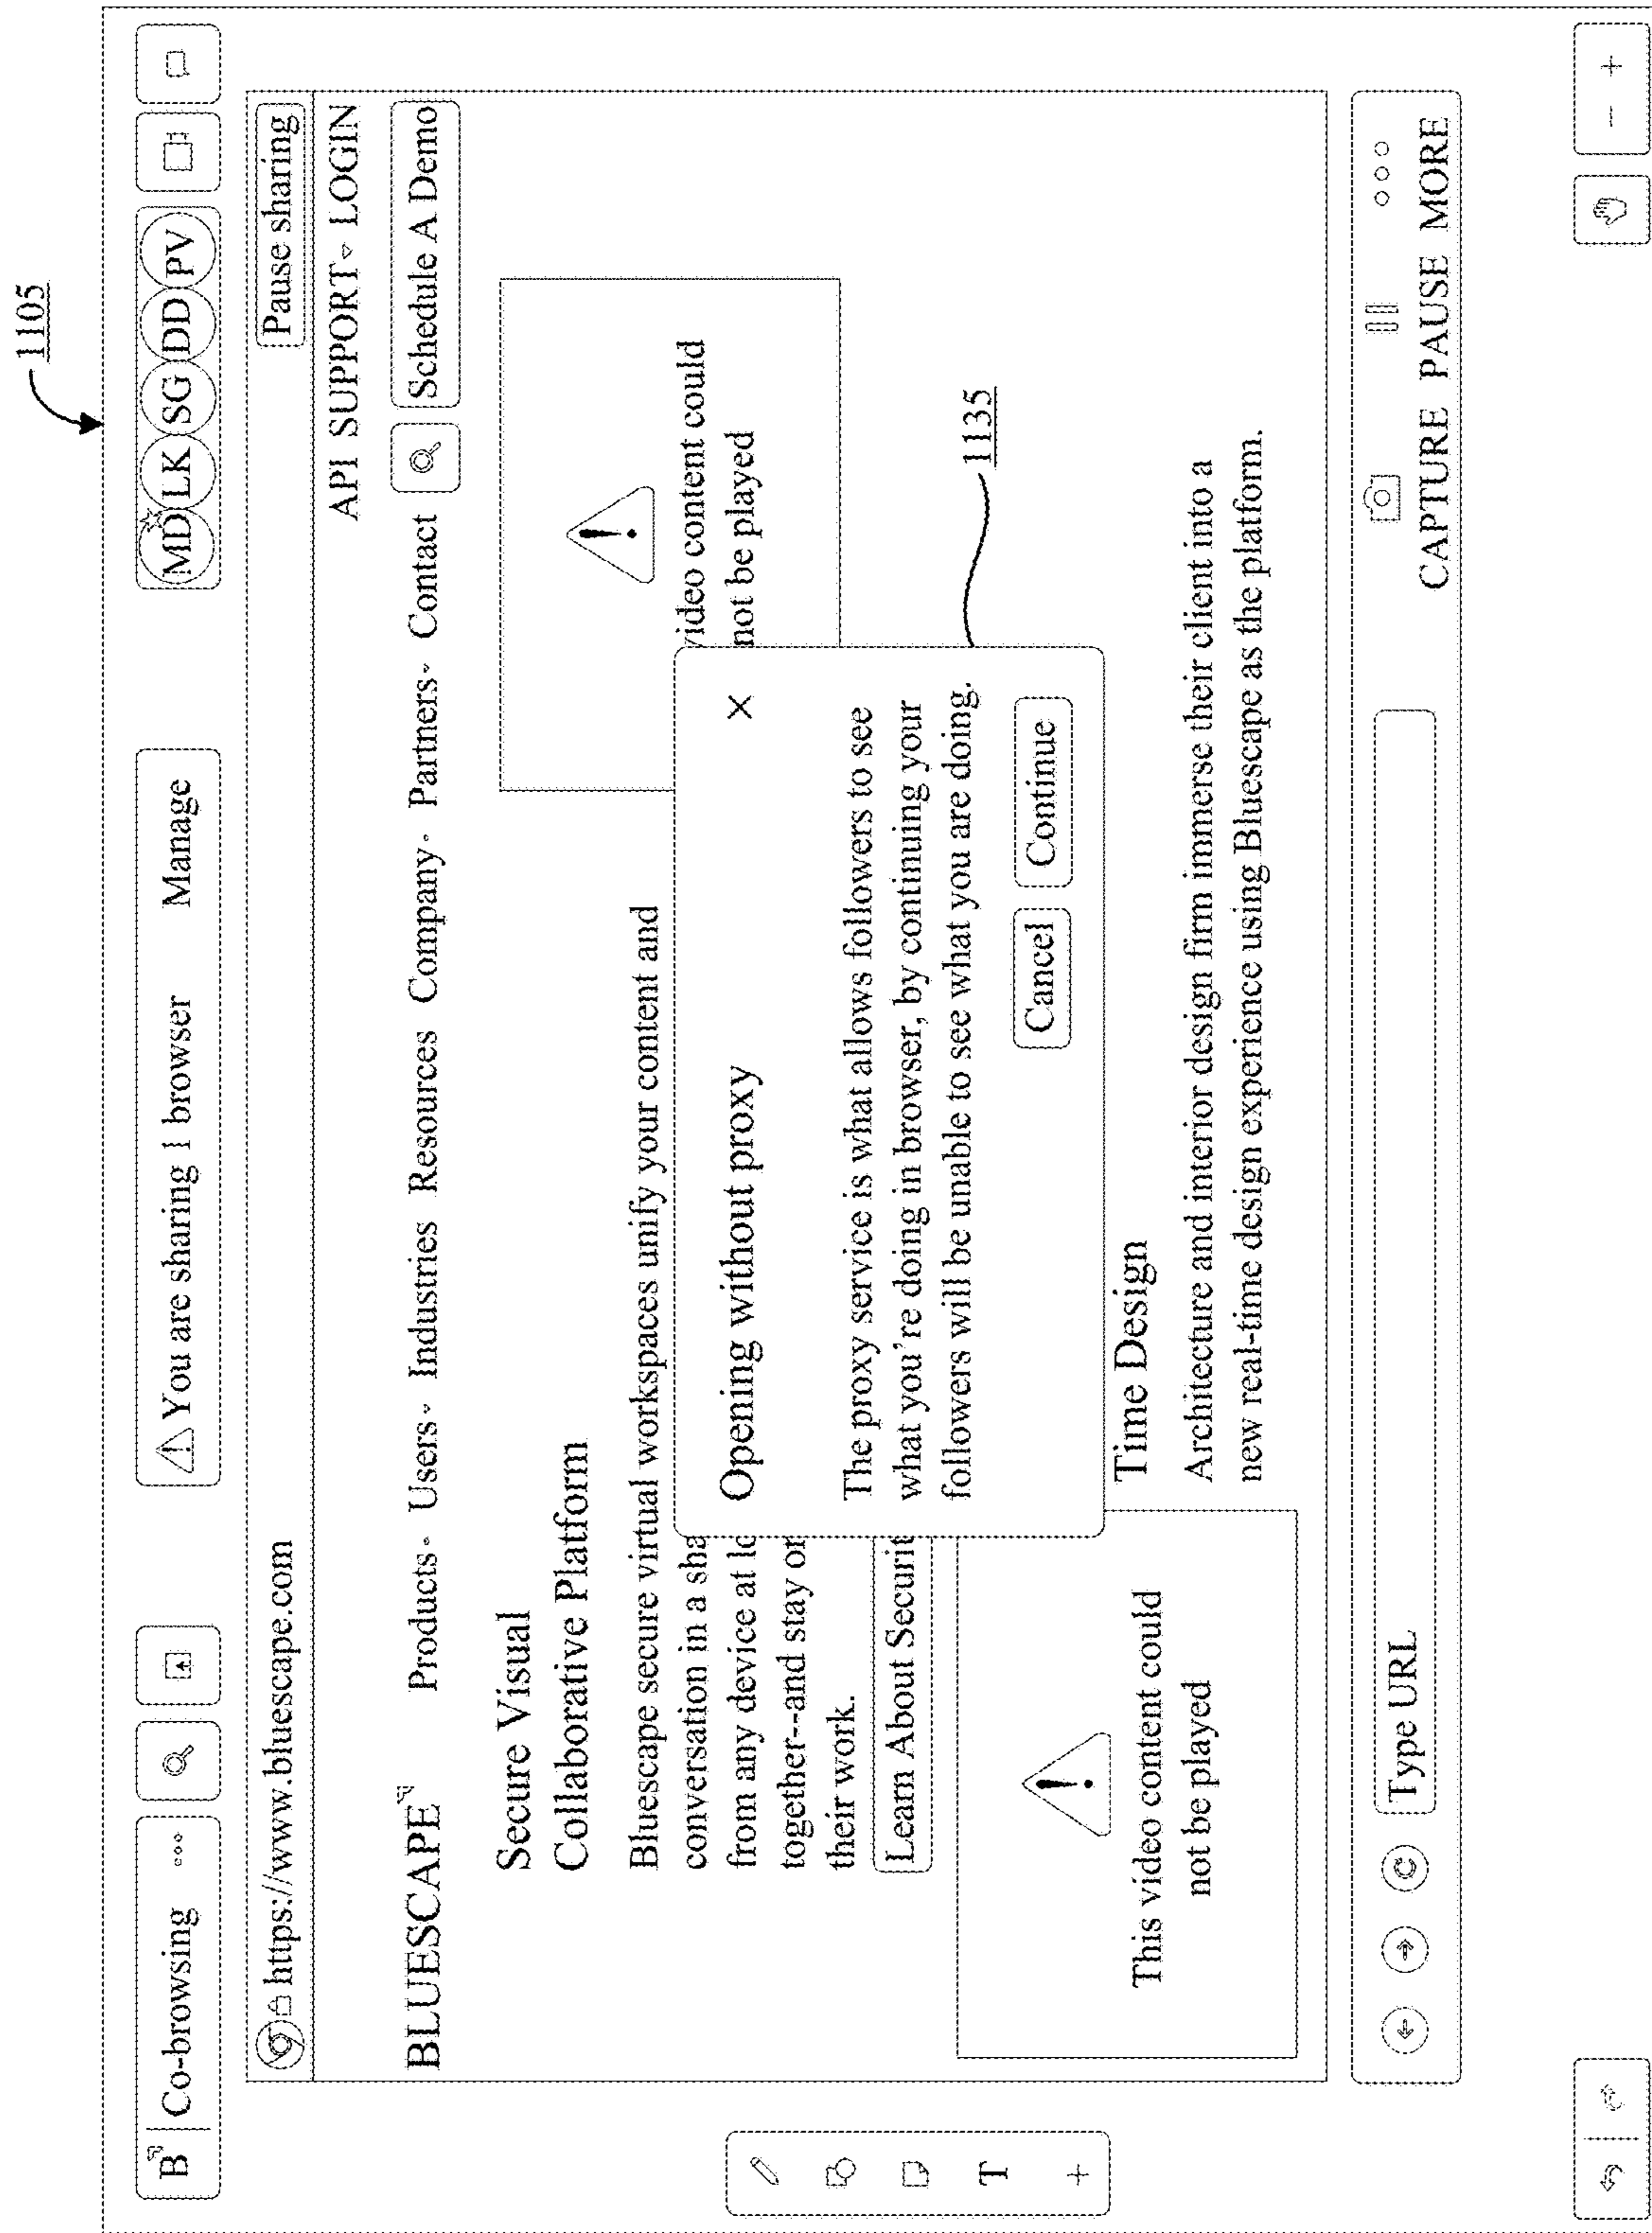 1105
B Co-browsing
⚠ You are sharing 1 browser Manage
MD LK SG DD PV
https://www.bluescape.com
Pause sharing
API SUPPORT LOGIN
BLUESCAPE
Products Users Industries Resources Company Partners Contact
Schedule A Demo
Secure Visual
Collaborative Platform
Bluescape secure virtual workspaces unify your content and
conversation in a sha
from any device at lo
together--and stay or
their work.
Learn About Securit
video content could
not be played
Opening without proxy
The proxy service is what allows followers to see
what you're doing in browser, by continuing your
followers will be unable to see what you are doing.
Cancel Continue
1135
This video content could
not be played
Time Design
Architecture and interior design firm immerse their client into a
new real-time design experience using Bluescape as the platform.
Type URL
CAPTURE PAUSE MORE
T